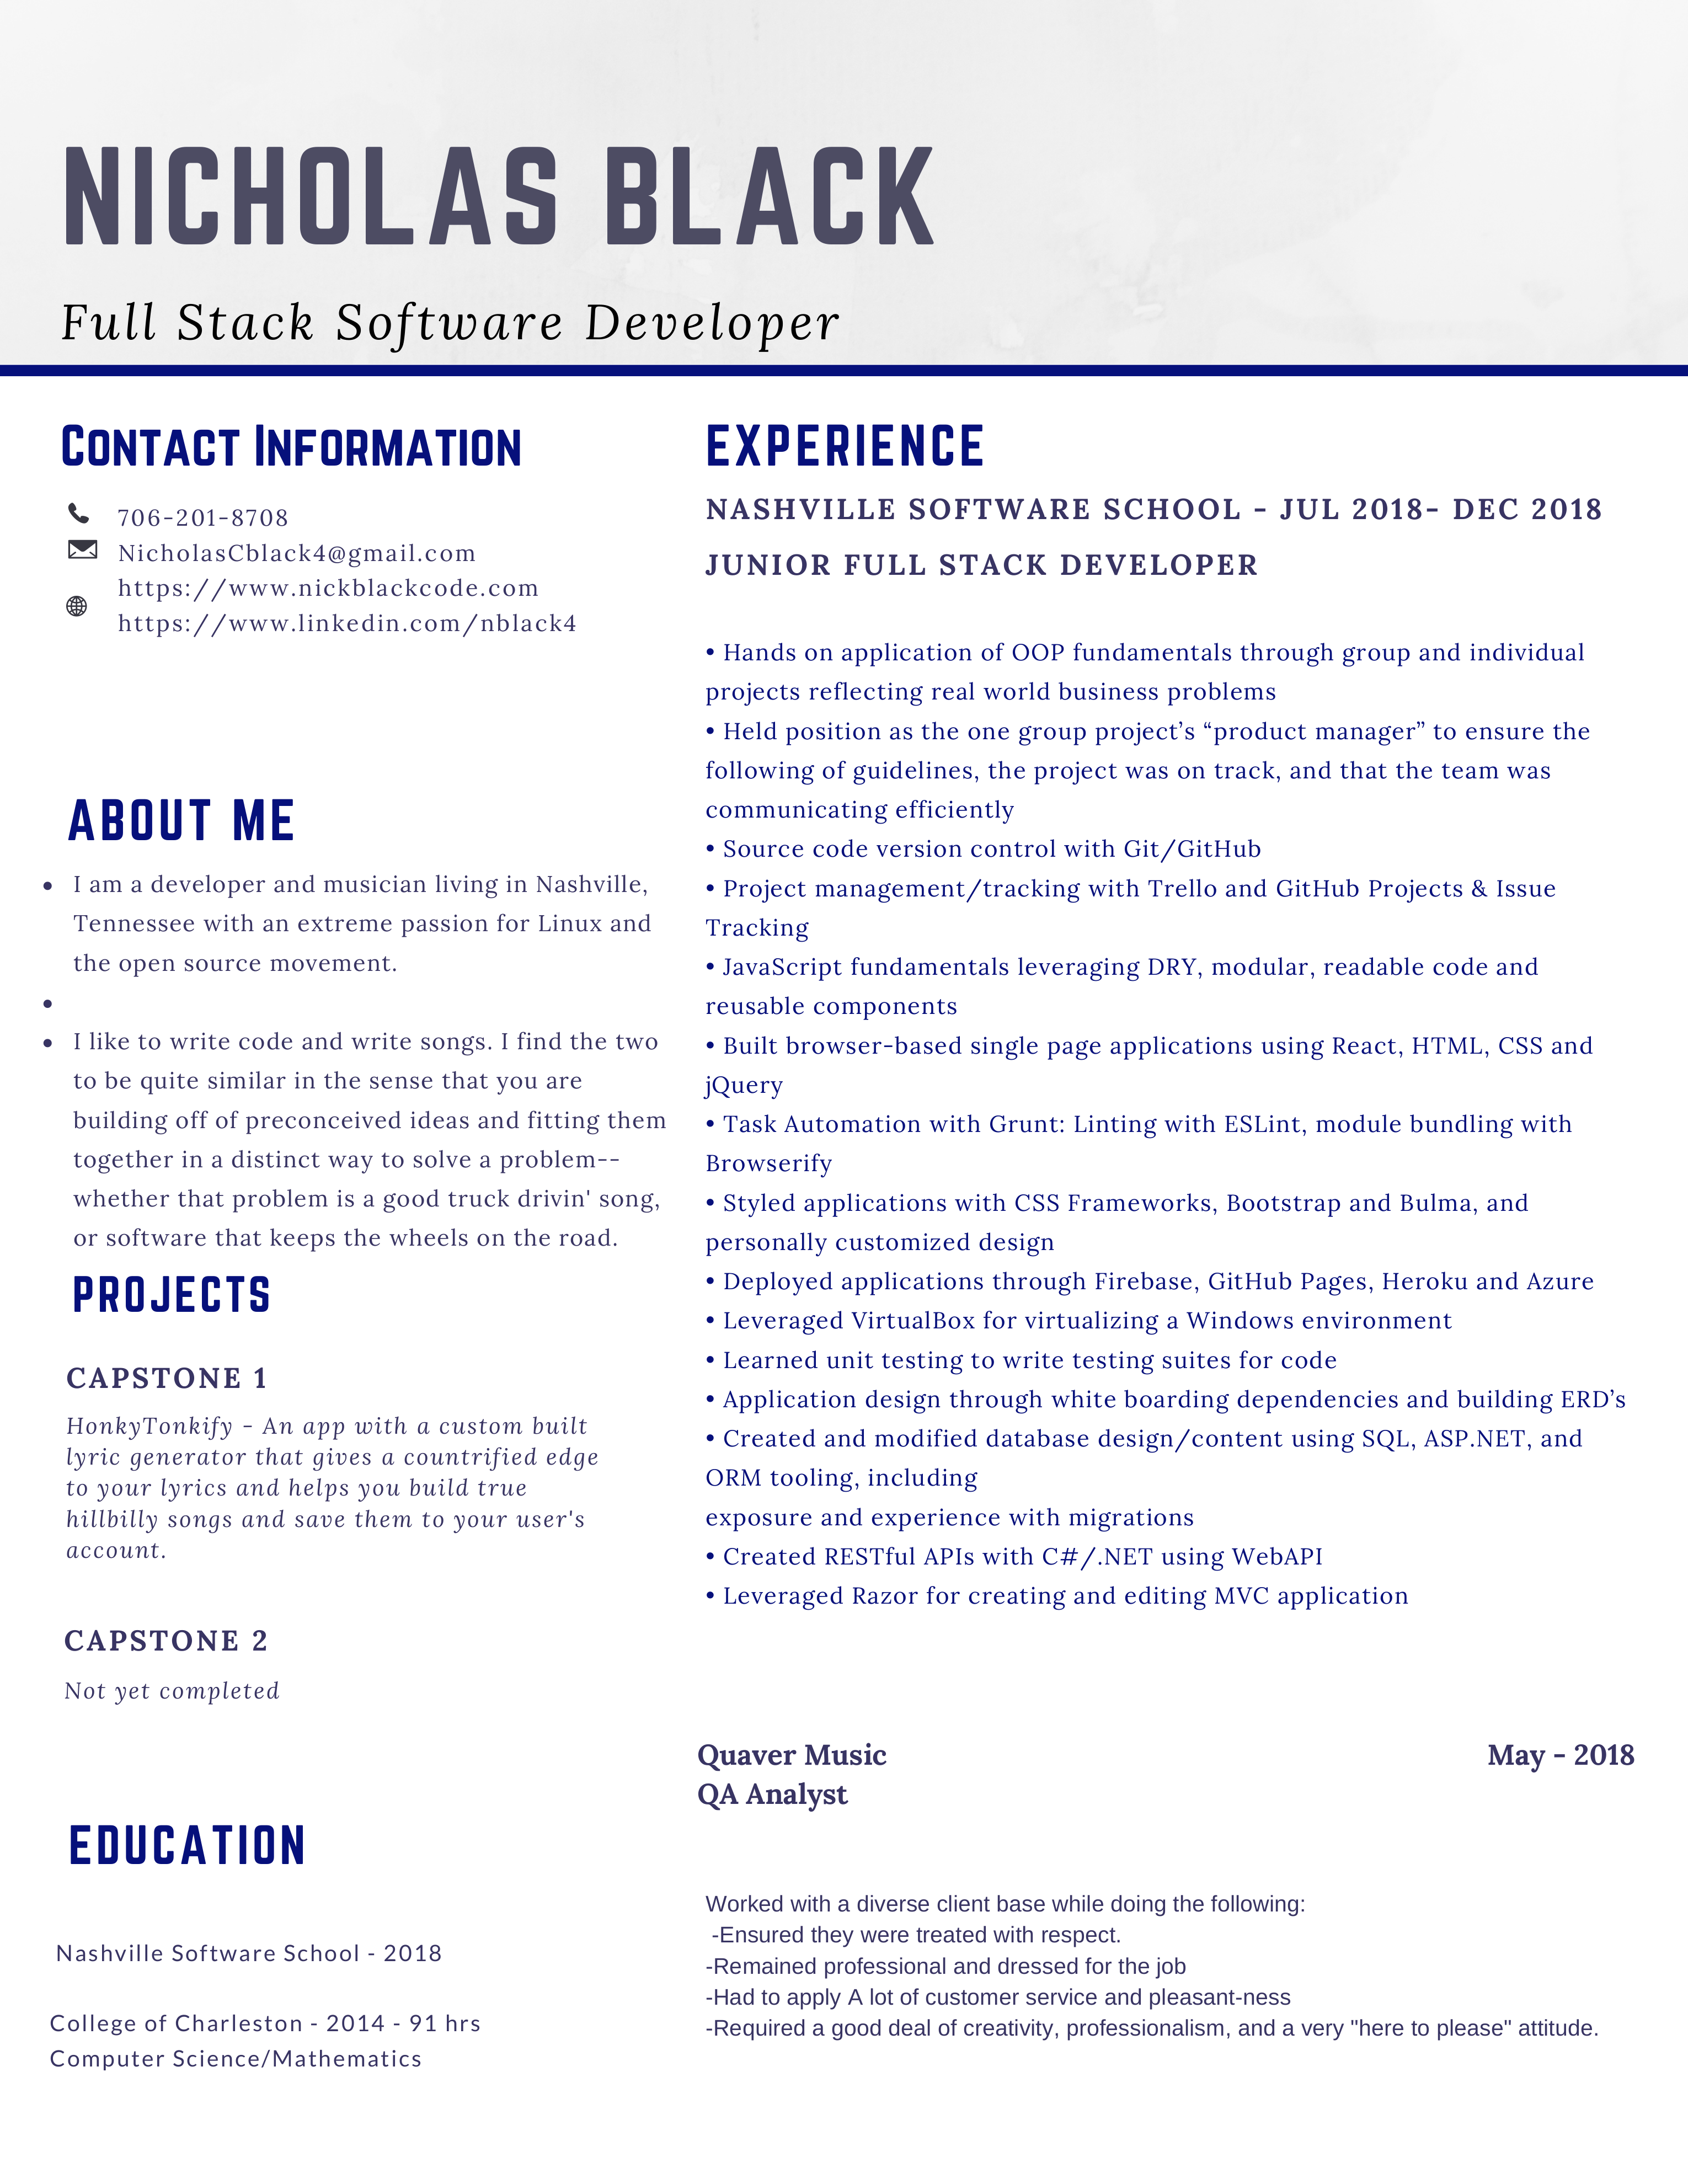 NICHOLAS BLACK
Full Stack Software Developer
CONTACT INFORMATION
706-201-8708
NicholasCblack4@gmail.com
https://www.nickblackcode.com
https://www.linkedin.com/nblack4
ABOUT ME
• I am a developer and musician living in Nashville,
Tennessee with an extreme passion for Linux and
the open source movement.
•
• I like to write code and write songs. I find the two
to be quite similar in the sense that you are
building off of preconceived ideas and fitting them
together in a distinct way to solve a problem--
whether that problem is a good truck drivin' song,
or software that keeps the wheels on the road.
PROJECTS
CAPSTONE 1
HonkyTonkify - An app with a custom built
lyric generator that gives a countrified edge
to your lyrics and helps you build true
hillbilly songs and save them to your user's
account.
CAPSTONE 2
Not yet completed
EDUCATION
Nashville Software School - 2018
College of Charleston - 2014 - 91 hrs
Computer Science/Mathematics
EXPERIENCE
NASHVILLE SOFTWARE SCHOOL - JUL 2018- DEC 2018
JUNIOR FULL STACK DEVELOPER
• Hands on application of OOP fundamentals through group and individual
projects reflecting real world business problems
• Held position as the one group project’s “product manager” to ensure the
following of guidelines, the project was on track, and that the team was
communicating efficiently
• Source code version control with Git/GitHub
• Project management/tracking with Trello and GitHub Projects & Issue
Tracking
• JavaScript fundamentals leveraging DRY, modular, readable code and
reusable components
• Built browser-based single page applications using React, HTML, CSS and
jQuery
• Task Automation with Grunt: Linting with ESLint, module bundling with
Browserify
• Styled applications with CSS Frameworks, Bootstrap and Bulma, and
personally customized design
• Deployed applications through Firebase, GitHub Pages, Heroku and Azure
• Leveraged VirtualBox for virtualizing a Windows environment
• Learned unit testing to write testing suites for code
• Application design through white boarding dependencies and building ERD’s
• Created and modified database design/content using SQL, ASP.NET, and
ORM tooling, including
exposure and experience with migrations
• Created RESTful APIs with C#/.NET using WebAPI
• Leveraged Razor for creating and editing MVC application
Quaver Music May - 2018
QA Analyst
Worked with a diverse client base while doing the following:
-Ensured they were treated with respect.
-Remained professional and dressed for the job
-Had to apply A lot of customer service and pleasant-ness
-Required a good deal of creativity, professionalism, and a very "here to please" attitude.